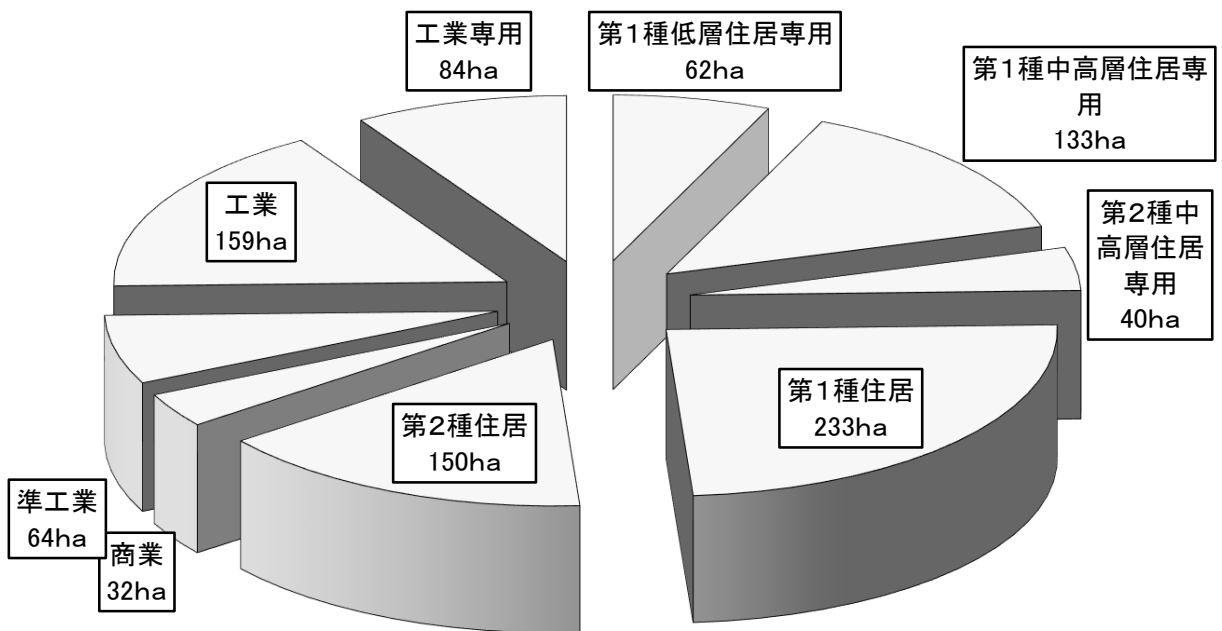 工業専用
84ha
第1種低層住居専用
62ha
第1種中高層住居専
用
133ha
第2種中
高層住居
専用
40ha
工業
159ha
第1種住居
233ha
第2種住居
150ha
準工業
64ha
商業
32ha